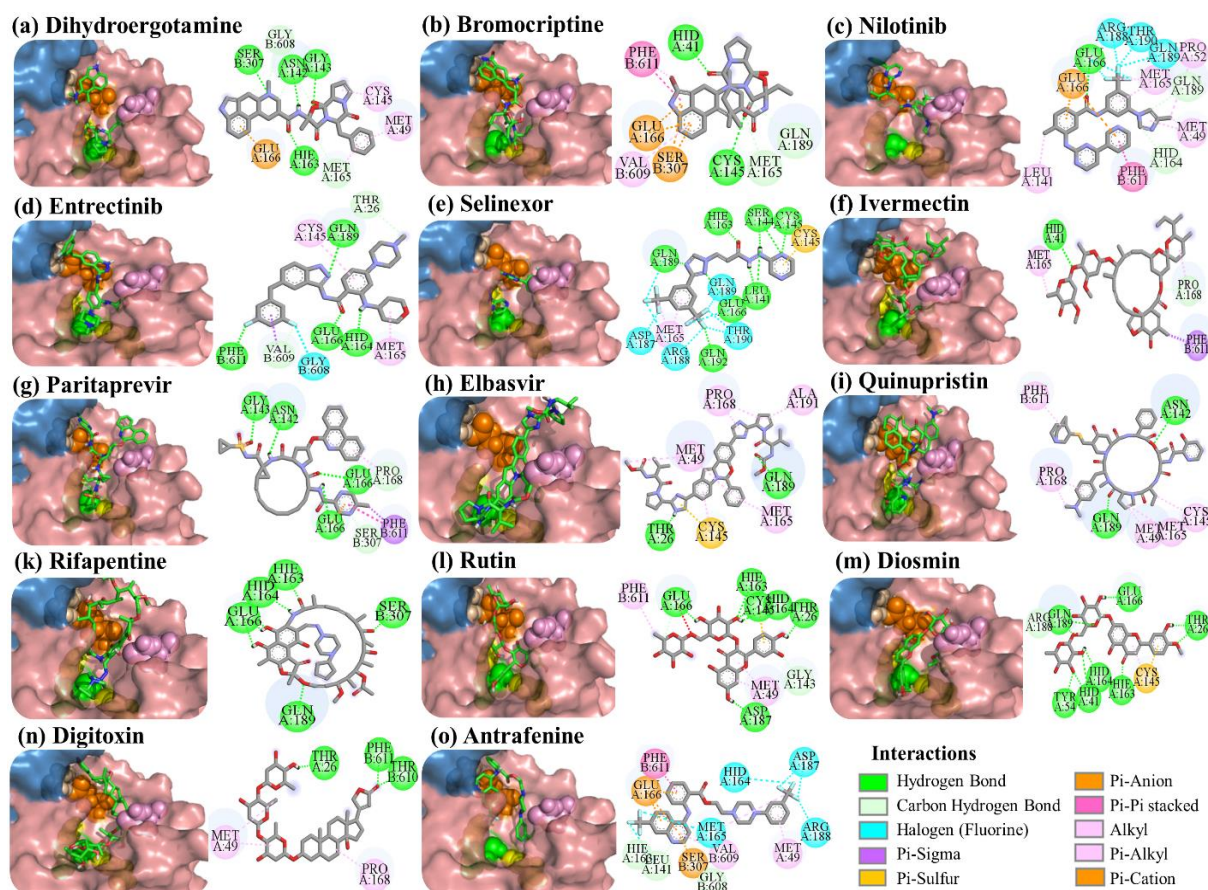 (a) Dihydroergotamine
GLY
B:608
SER
B:307
ASN
A:142
GLY
A:143
CYS
A:145
MET
A:49
GLU
A:166
HIE
A:163
MET
A:165
(b) Bromocriptine
HID
A:41
PHE
B:611
GLU
A:166
VAL
B:609
SER
B:307
CYS
A:145
MET
A:165
GLN
A:189
(c) Nilotinib
ARG
A:188
THR
A:190
GLN
A:189
PRO
A:52
GLU
A:166
GLU
A:166
MET
A:165
GLN
A:189
MET
A:49
HID
A:164
PHE
B:611
LEU
A:141
(d) Entrectinib
THR
A:26
CYS
A:145
GLN
A:189
PHE
B:611
VAL
B:609
GLY
B:608
GLU
A:166
HID
A:164
MET
A:165
(e) Selinexor
HIE
A:163
SER
A:144
CYS
A:145
CYS
A:145
GLN
A:189
GLN
A:189
LEU
A:141
GLU
A:166
ASP
A:187
MET
A:165
ARG
A:188
THR
A:190
GLN
A:192
(f) Ivermectin
HID
A:41
MET
A:165
PRO
A:168
PHE
B:611
(g) Paritaprevir
GLY
A:143
ASN
A:142
GLU
A:166
PRO
A:168
GLU
A:166
SER
B:307
PHE
B:611
(h) Elbasvir
PRO
A:168
ALA
A:191
MET
A:49
GLN
A:189
MET
A:165
THR
A:26
CYS
A:145
(i) Quinupristin
PHE
B:611
ASN
A:142
PRO
A:168
GLN
A:189
MET
A:49
MET
A:165
CYS
A:145
(k) Rifapentine
HIE
A:163
HID
A:164
GLU
A:166
SER
B:307
GLN
A:189
(l) Rutin
PHE
B:611
GLU
A:166
HIE
A:163
CYS
A:145
HID
A:164
THR
A:26
MET
A:49
GLY
A:143
ASP
A:187
(m) Diosmin
GLU
A:166
ARG
A:188
GLN
A:189
THR
A:26
TYR
A:54
HID
A:41
HID
A:164
HIE
A:163
CYS
A:145
(n) Digitoxin
THR
A:26
PHE
B:611
THR
B:610
MET
A:49
PRO
A:168
(o) Antrafenine
PHE
B:611
GLU
A:166
HID
A:164
ASP
A:187
ARG
A:188
MET
A:165
HIE
LEU
A:141
SER
B:307
VAL
B:609
GLY
B:608
MET
A:49
Interactions
Hydrogen Bond
Carbon Hydrogen Bond
Halogen (Fluorine)
Pi-Sigma
Pi-Sulfur
Pi-Anion
Pi-Pi stacked
Alkyl
Pi-Alkyl
Pi-Cation